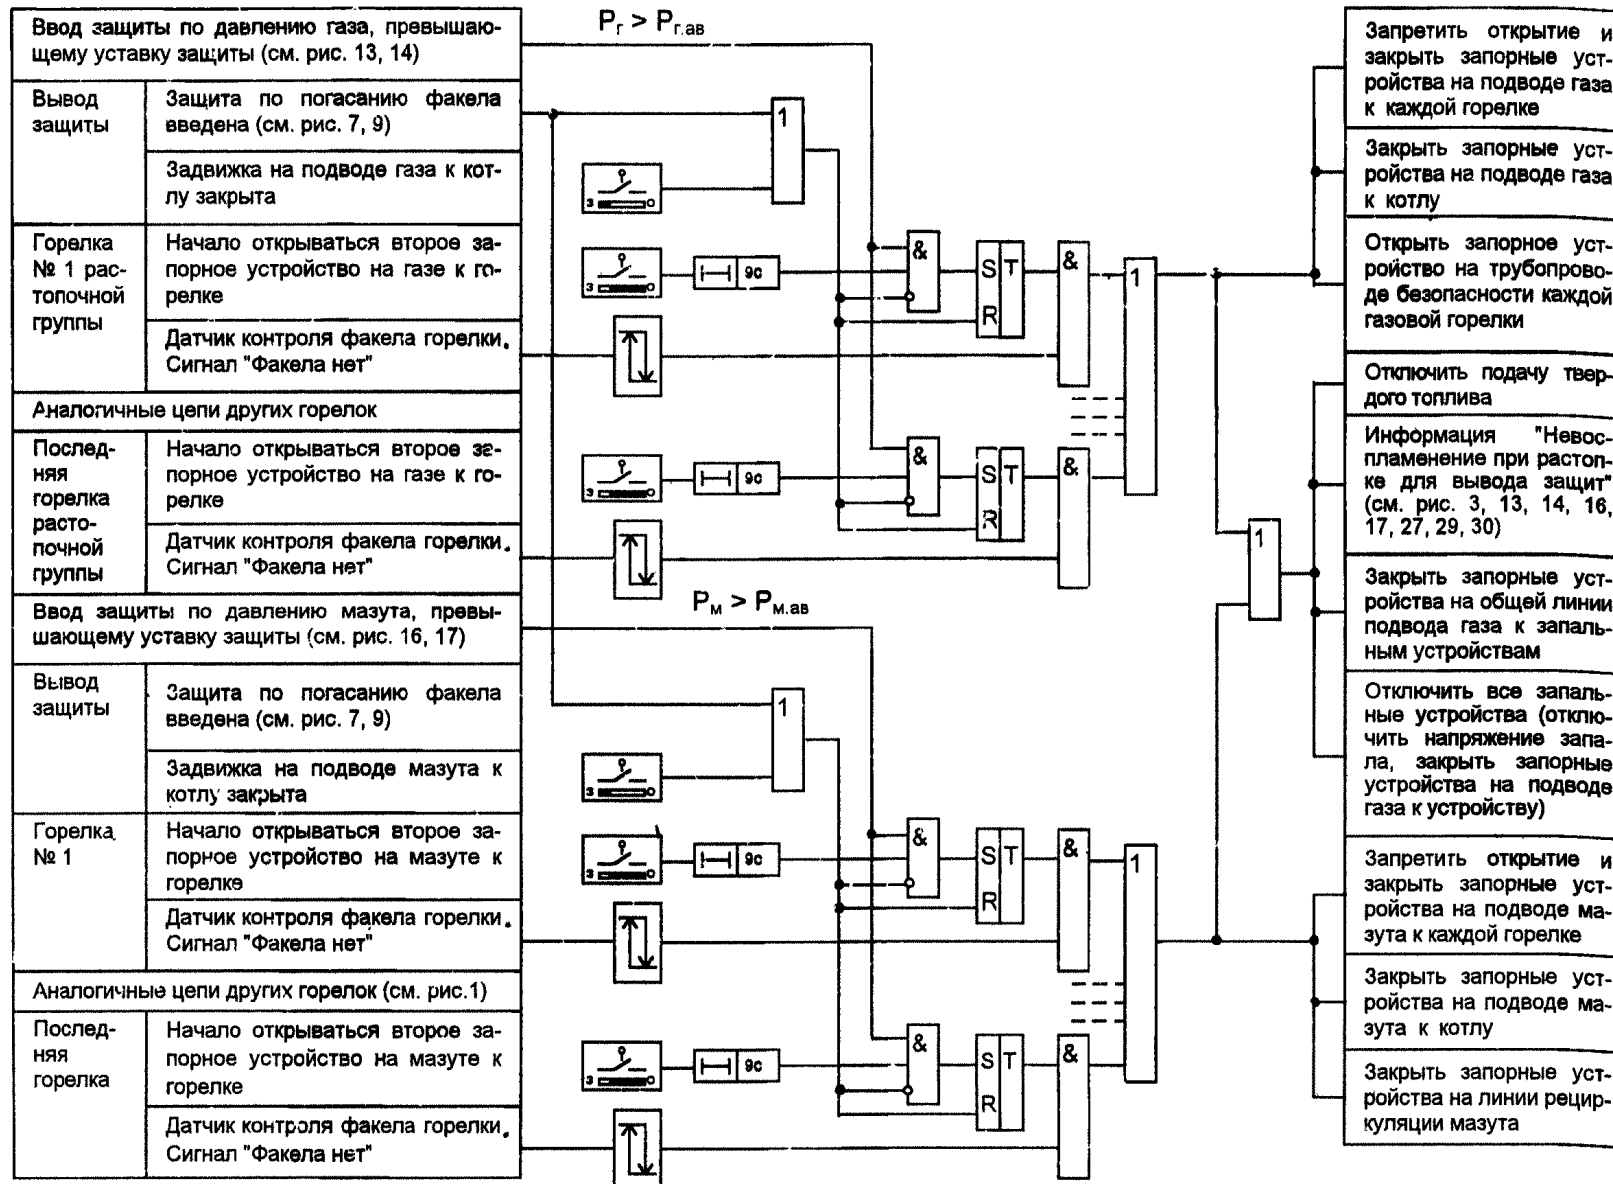 Ввод защиты по давлению газа, превышаю-
щему уставку защиты (см. рис. 13, 14)
Вывод
защиты
Защита по погасанию факела
введена (см. рис. 7, 9)
Задвижка на подводе газа к кот-
лу закрыта
Горелка
№ 1 рас-
топочной
группы
Начало открываться второе за-
порное устройство на газе к го-
релке
Датчик контроля факела горелки.
Сигнал "Факела нет"
Аналогичные цепи других горелок
Послед-
няя
горелка
расто-
почной
группы
Начало открываться второе за-
порное устройство на газе к го-
релке
Датчик контроля факела горелки.
Сигнал "Факела нет"
Ввод защиты по давлению мазута, превы-
шающему уставку защиты (см. рис. 16, 17)
Вывод
защиты
Защита по погасанию факела
введена (см. рис. 7, 9)
Задвижка на подводе мазута к
котлу закрыта
Горелка
№ 1
Начало открываться второе за-
порное устройство на мазуте к
горелке
Датчик контроля факела горелки.
Сигнал "Факела нет"
Аналогичные цепи других горелок (см. рис.1)
Послед-
няя
горелка
Начало открываться второе за-
порное устройство на мазуте к
горелке
Датчик контроля факела горелки.
Сигнал "Факела нет"
Рг > Рг.ав
1
З О
З О
9с
&
S T
R
&
1
З О
9с
&
S T
R
&
1
Рм > Рм.ав
1
З О
З О
9с
&
S T
R
&
1
З О
9с
&
S T
R
&
Запретить открытие и
закрыть запорные уст-
ройства на подводе газа
к каждой горелке
Закрыть запорные уст-
ройства на подводе газа
к котлу
Открыть запорное уст-
ройство на трубопрово-
де безопасности каждой
газовой горелки
Отключить подачу твер-
дого топлива
Информация "Невос-
пламенение при растоп-
ке для вывода защит"
(см. рис. 3, 13, 14, 16,
17, 27, 29, 30)
Закрыть запорные уст-
ройства на общей линии
подвода газа к запаль-
ным устройствам
Отключить все запаль-
ные устройства (отклю-
чить напряжение запа-
ла, закрыть запорные
устройства на подводе
газа к устройству)
Запретить открытие и
закрыть запорные уст-
ройства на подводе ма-
зута к каждой горелке
Закрыть запорные уст-
ройства на подводе ма-
зута к котлу
Закрыть запорные уст-
ройства на линии рецир-
куляции мазута